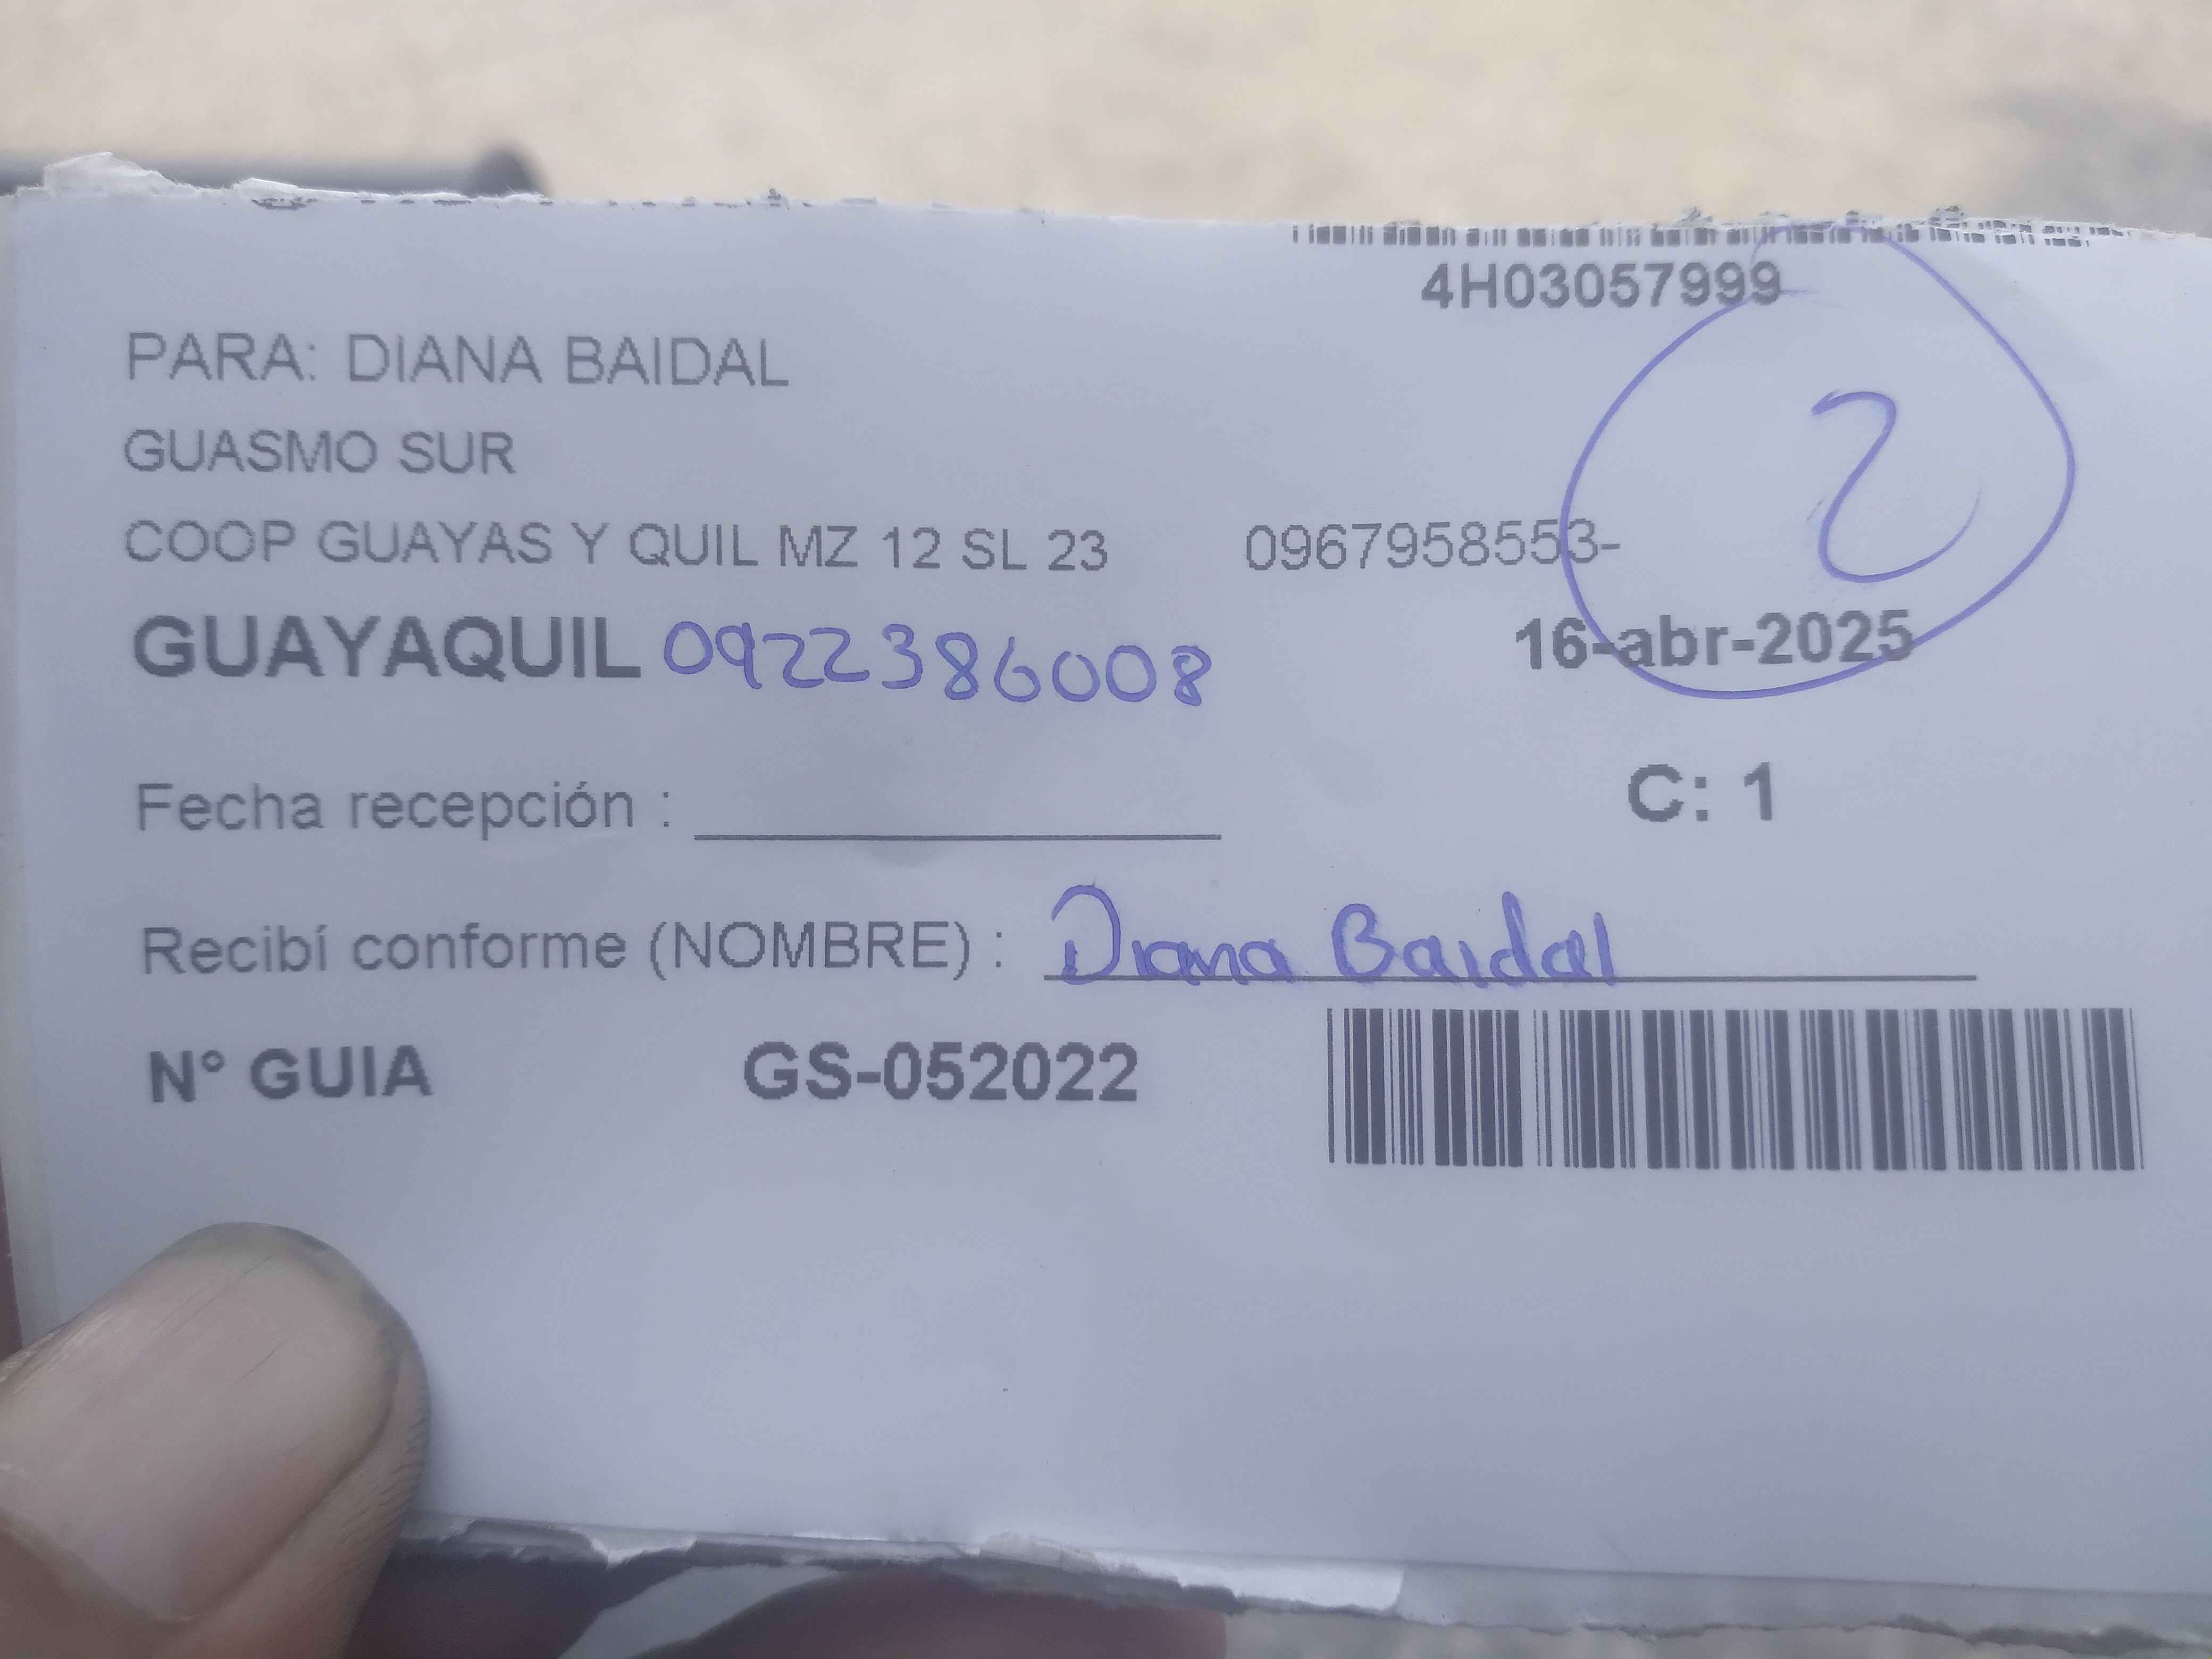 4H03057999
PARA: DIANA BAIDAL
GUASMO SUR
2
COOP GUAYAS Y QUIL MZ 12 SL 23 0967958553-
GUAYAQUIL 0922386008 16-abr-2025
Fecha recepción : C: 1
Recibí conforme (NOMBRE) : Diana Baidal
N° GUIA GS-052022